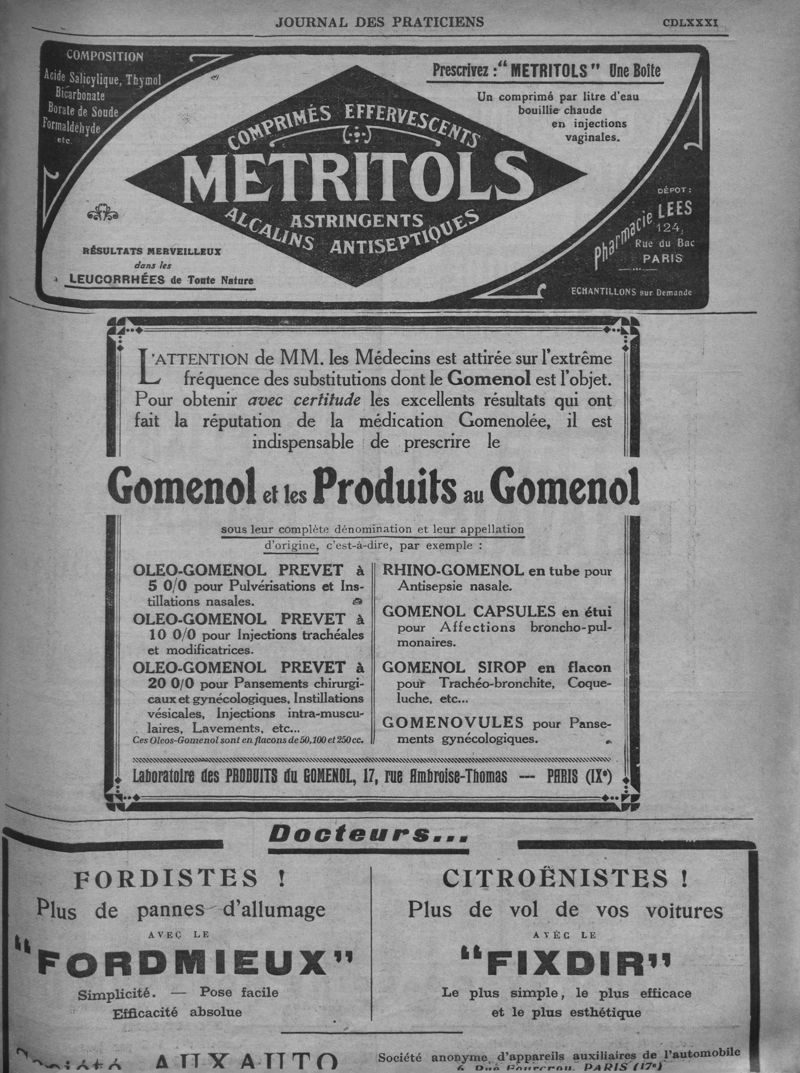 JOURNAL DES PRATICIENS
CDLXXXI
COMPOSITION
Acide Salicylique, Thymol
Bicarbonate
Borate de Soude
Formaldéhyde
etc.
Prescrivez : "METRITOLS" Une Boîte
Un comprimé par litre d'eau
bouillie chaude
en injections
vaginales.
COMPRIMÉS EFFERVESCENTS
METRITOLS
ASTRINGENTS
ALCALINS ANTISEPTIQUES
RÉSULTATS MERVEILLEUX
dans les
LEUCORRHÉES de Toute Nature
DÉPOT :
Pharmacie LEES
124,
Rue du Bac
PARIS
ECHANTILLONS sur Demande
L'ATTENTION de MM. les Médecins est attirée sur l'extrême
fréquence des substitutions dont le Gomenol est l'objet.
Pour obtenir avec certitude les excellents résultats qui ont
fait la réputation de la médication Gomenolée, il est
indispensable de prescrire le
Gomenol et les Produits au Gomenol
sous leur complète dénomination et leur appellation
d'origine, c'est-à-dire, par exemple :
OLEO-GOMENOL PREVET à
5 0/0 pour Pulvérisations et Ins-
tillations nasales.
OLEO-GOMENOL PREVET à
10 0/0 pour Injections trachéales
et modificatrices.
OLEO-GOMENOL PREVET à
20 0/0 pour Pansements chirurgi-
caux et gynécologiques, Instillations
vésicales, Injections intra-muscu-
laires, Lavements, etc...
Ces Oleos-Gomenol sont en flacons de 50, 100 et 250 cc.
RHINO-GOMENOL en tube pour
Antisepsie nasale.
GOMENOL CAPSULES en étui
pour Affections broncho-pul-
monaires.
GOMENOL SIROP en flacon
pour Trachéo-bronchite, Coque-
luche, etc...
GOMENOVULES pour Panse-
ments gynécologiques.
Laboratoire des PRODUITS du GOMENOL, 17, rue Ambroise-Thomas — PARIS (IXe)
Docteurs...
FORDISTES !
Plus de pannes d'allumage
AVEC LE
"FORDMIEUX"
Simplicité. — Pose facile
Efficacité absolue
CITROËNISTES !
Plus de vol de vos voitures
AVEC LE
"FIXDIR"
Le plus simple, le plus efficace
et le plus esthétique
Société AUXAUTO
Société anonyme d'appareils auxiliaires de l'automobile
PARIS (17e)